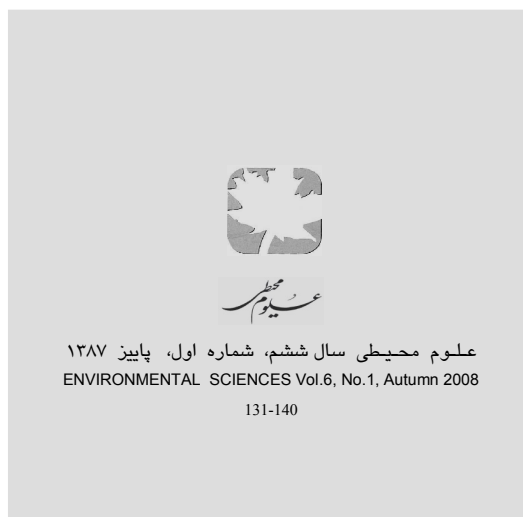 علوم محیطی
علـوم محـیـطی سال ششم، شماره اول، پاییز ۱۳۸۷
ENVIRONMENTAL SCIENCES Vol.6, No.1, Autumn 2008
131-140